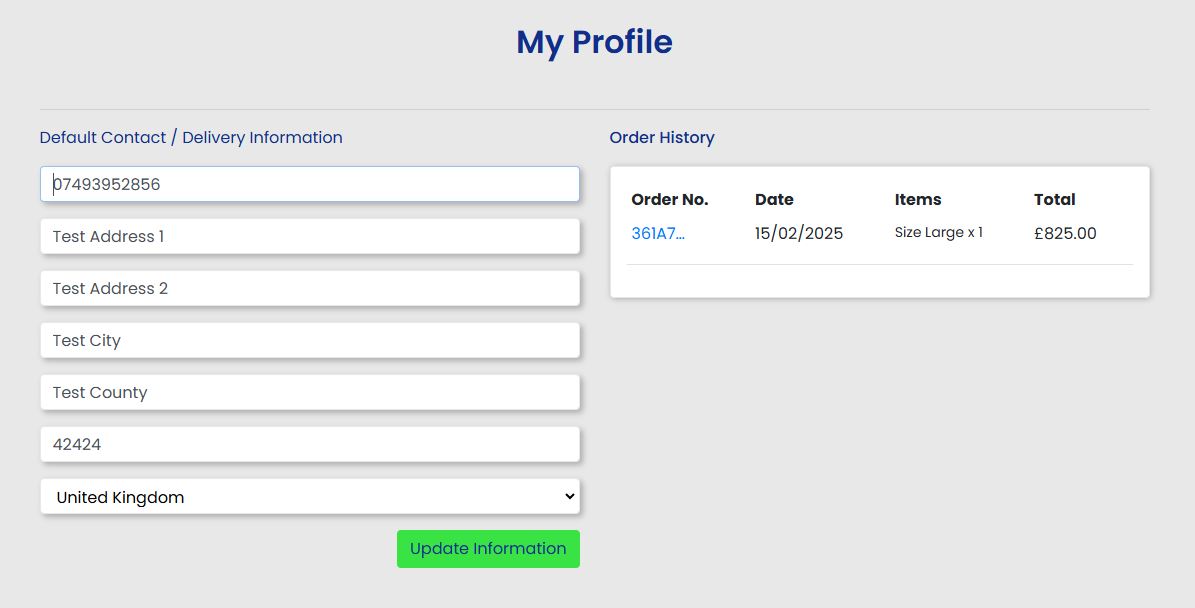 My Profile
Default Contact / Delivery Information
07493952856
Test Address 1
Test Address 2
Test City
Test County
42424
United Kingdom
Update Information
Order History
Order No. Date Items Total
361A7... 15/02/2025 Size Large x 1 £825.00